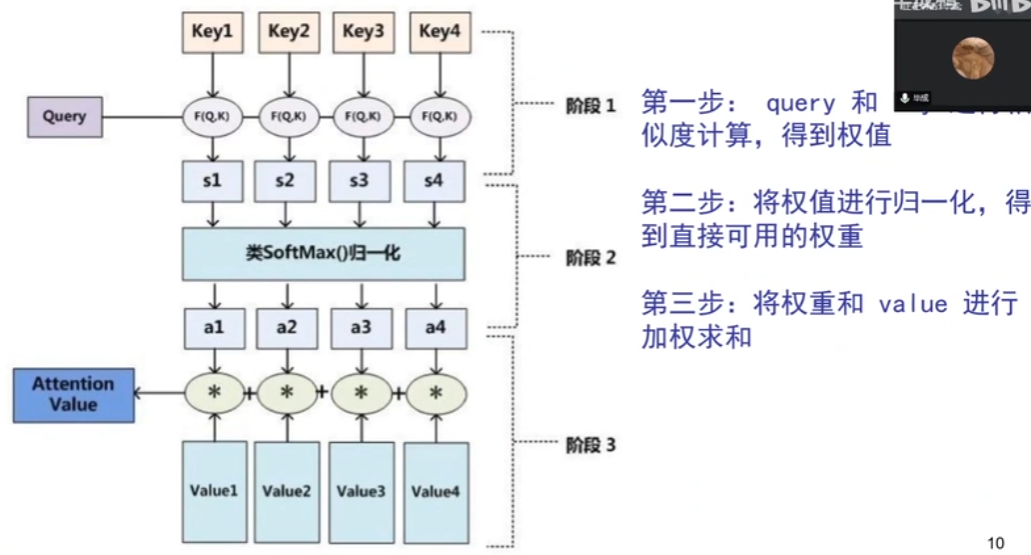 Key1 Key2 Key3 Key4
Query
F(Q,K) F(Q,K) F(Q,K) F(Q,K)
s1 s2 s3 s4
类SoftMax()归一化
a1 a2 a3 a4
Attention
Value
* + * + * + *
Value1 Value2 Value3 Value4
阶段 1
阶段 2
阶段 3
第一步： query 和
似度计算，得到权值
第二步：将权值进行归一化，得
到直接可用的权重
第三步：将权重和 value 进行
加权求和
10